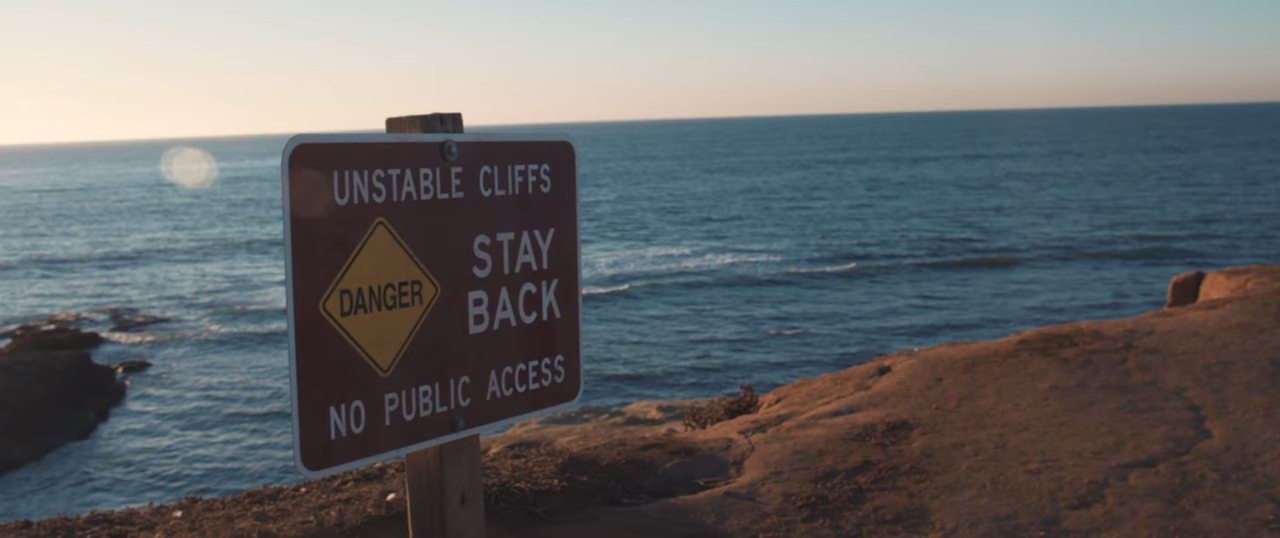 UNSTABLE CLIFFS
DANGER
STAY
BACK
NO PUBLIC ACCESS